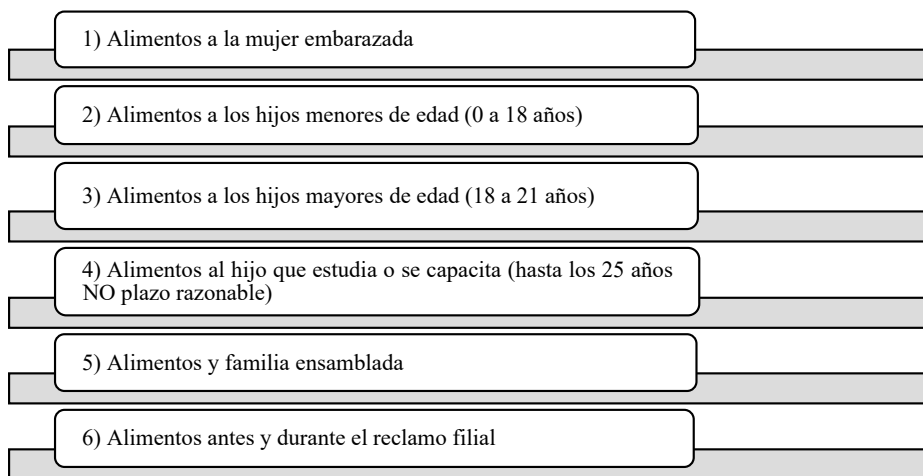 1) Alimentos a la mujer embarazada
2) Alimentos a los hijos menores de edad (0 a 18 años)
3) Alimentos a los hijos mayores de edad (18 a 21 años)
4) Alimentos al hijo que estudia o se capacita (hasta los 25 años
NO plazo razonable)
5) Alimentos y familia ensamblada
6) Alimentos antes y durante el reclamo filial